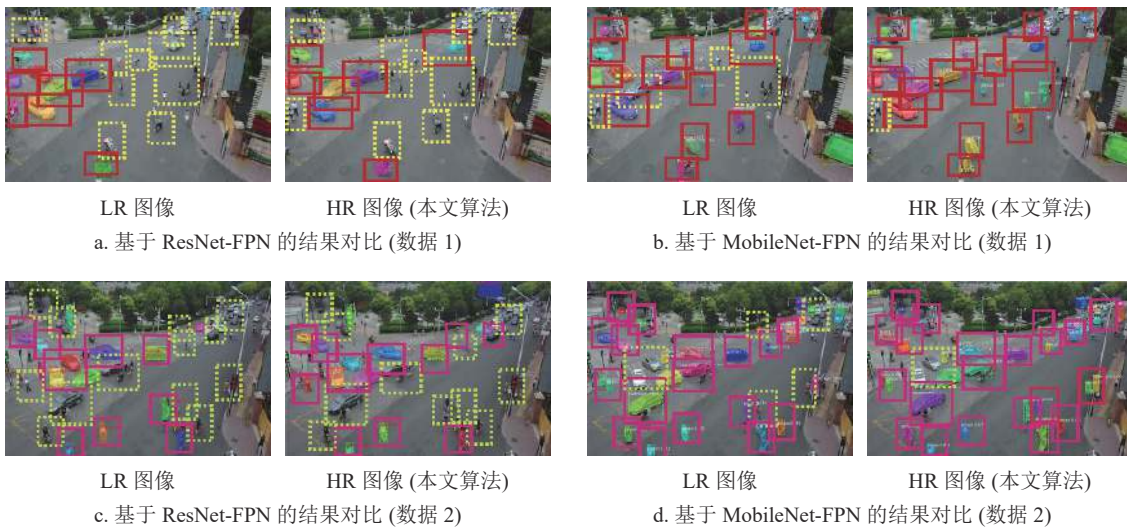 LR 图像
HR 图像 (本文算法)
LR 图像
HR 图像 (本文算法)
a. 基于 ResNet-FPN 的结果对比 (数据 1)
b. 基于 MobileNet-FPN 的结果对比 (数据 1)
LR 图像
HR 图像 (本文算法)
LR 图像
HR 图像 (本文算法)
c. 基于 ResNet-FPN 的结果对比 (数据 2)
d. 基于 MobileNet-FPN 的结果对比 (数据 2)